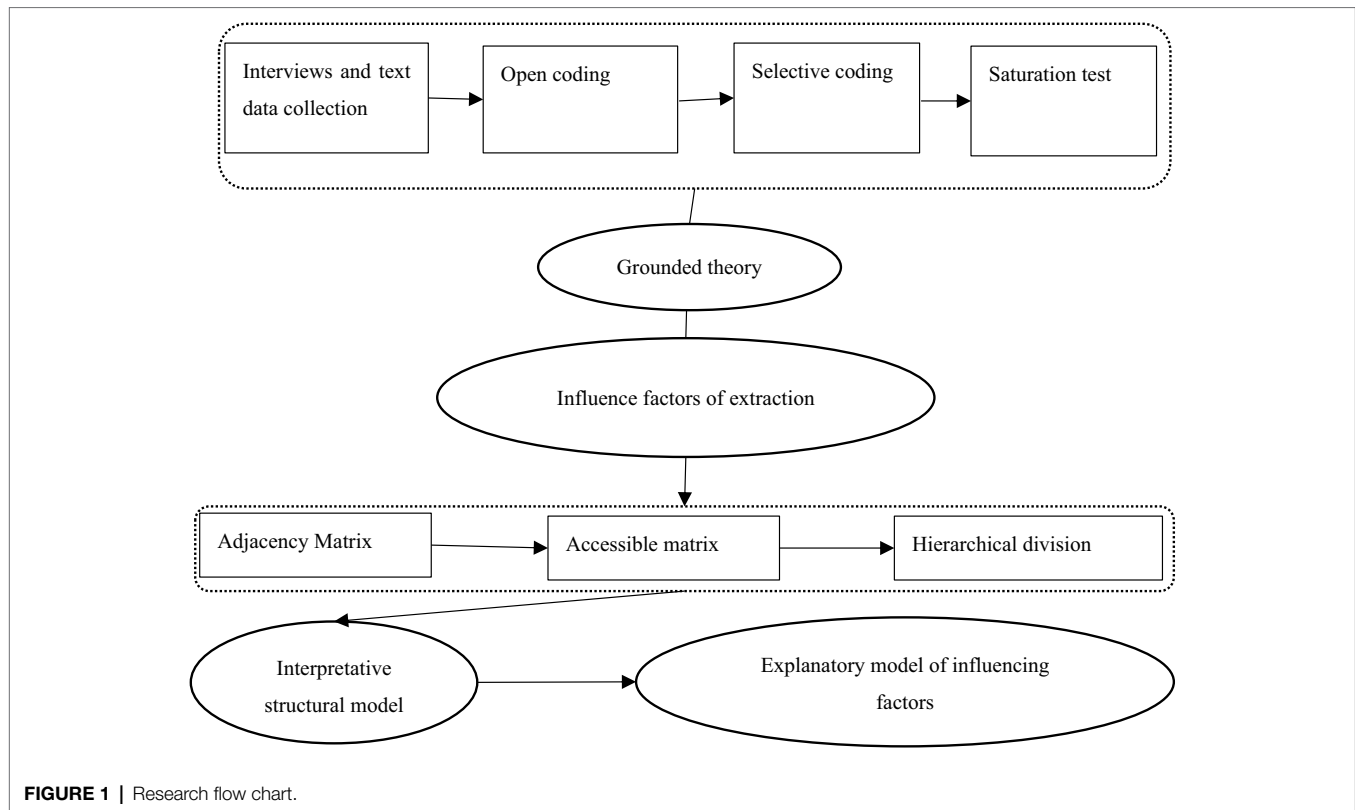 Interviews and text
data collection
Open coding
Selective coding
Saturation test
Grounded theory
Influence factors of extraction
Adjacency Matrix
Accessible matrix
Hierarchical division
Interpretative
structural model
Explanatory model of influencing
factors
FIGURE 1 | Research flow chart.